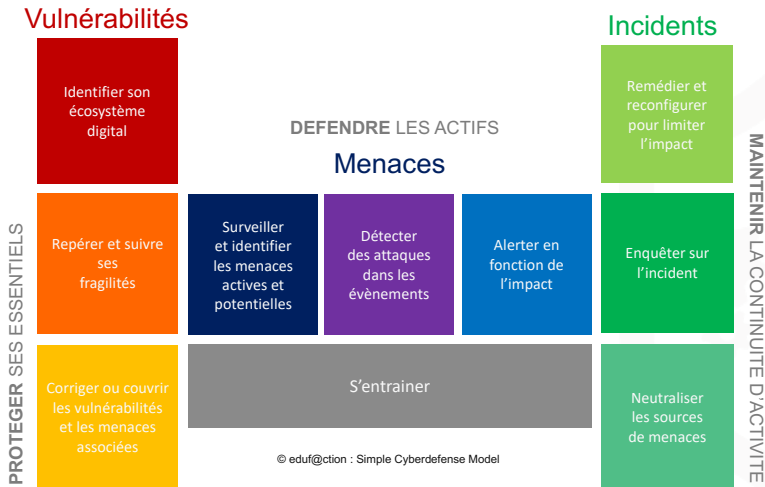 Vulnérabilités
Identifier son
écosystème
digital
Repérer et suivre
ses
fragilités
Corriger ou couvrir
les vulnérabilités
et les menaces
associées
PROTEGER SES ESSENTIELS
DEFENDRE LES ACTIFS
Menaces
Surveiller
et identifier
les menaces
actives et
potentielles
Détecter
des attaques
dans les
évènements
Alerter en
fonction de
l’impact
S’entrainer
© eduf@ction : Simple Cyberdefense Model
Incidents
Remédier et
reconfigurer
pour limiter
l’impact
Enquêter sur
l’incident
Neutraliser
les sources
de menaces
MAINTENIR LA CONTINUITE D’ACTIVITE